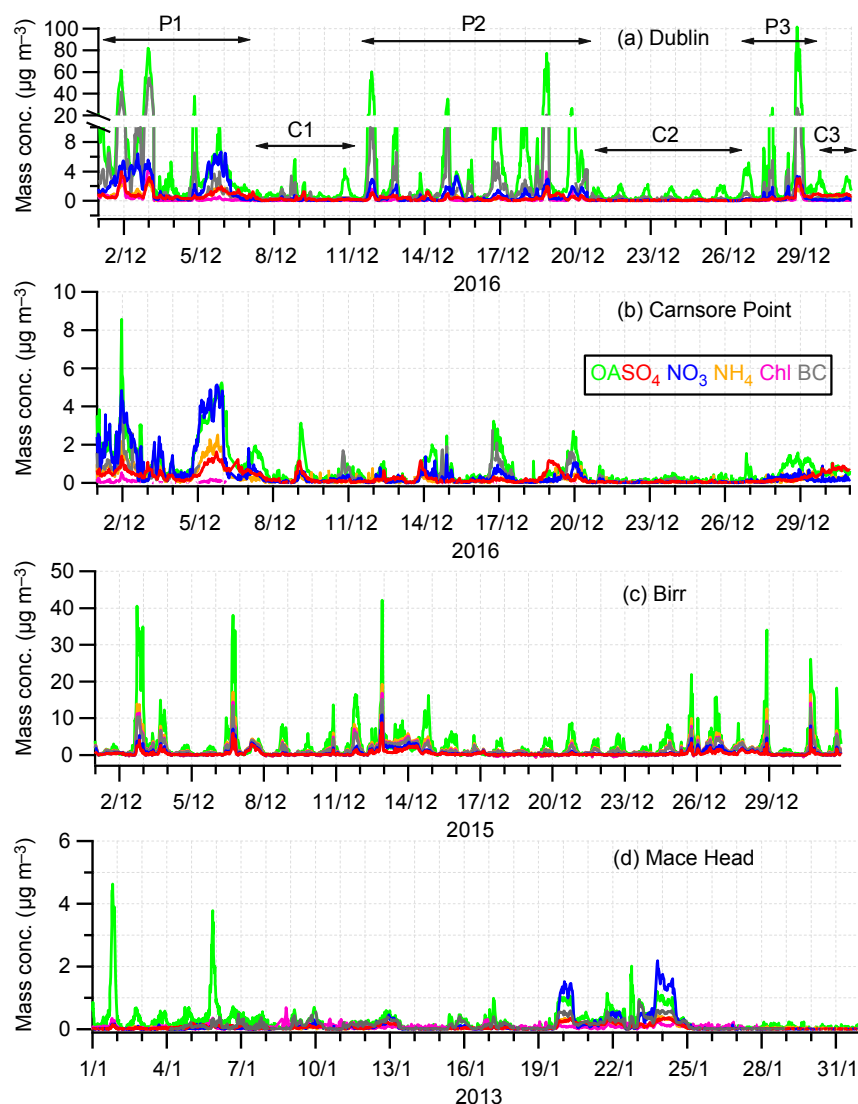 P1 P2 P3
(a) Dublin
C1 C2 C3
100
80
60
40
20
8
4
0
Mass conc. (µg m⁻³)
2/12 5/12 8/12 11/12 14/12 17/12 20/12 23/12 26/12 29/12
2016
(b) Carnsore Point
OA SO₄ NO₃ NH₄ Chl BC
10
8
6
4
2
0
Mass conc. (µg m⁻³)
2/12 5/12 8/12 11/12 14/12 17/12 20/12 23/12 26/12 29/12
2016
(c) Birr
50
40
30
20
10
0
Mass conc. (µg m⁻³)
2/12 5/12 8/12 11/12 14/12 17/12 20/12 23/12 26/12 29/12
2015
(d) Mace Head
6
4
2
0
Mass conc. (µg m⁻³)
1/1 4/1 7/1 10/1 13/1 16/1 19/1 22/1 25/1 28/1 31/1
2013